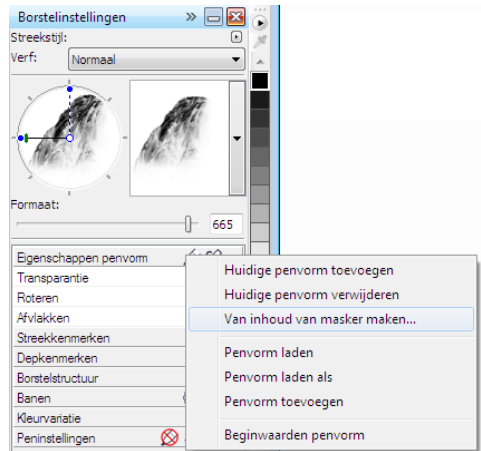 Borstelinstellingen
Streekstijl:
Verf: Normaal
Formaat:
665
Eigenschappen penvorm
Transparantie
Roteren
Afvlakken
Streekkenmerken
Depkenmerken
Borstelstructuur
Banen
Kleurvariatie
Peninstellingen
Huidige penvorm toevoegen
Huidige penvorm verwijderen
Van inhoud van masker maken...
Penvorm laden
Penvorm laden als
Penvorm toevoegen
Beginwaarden penvorm